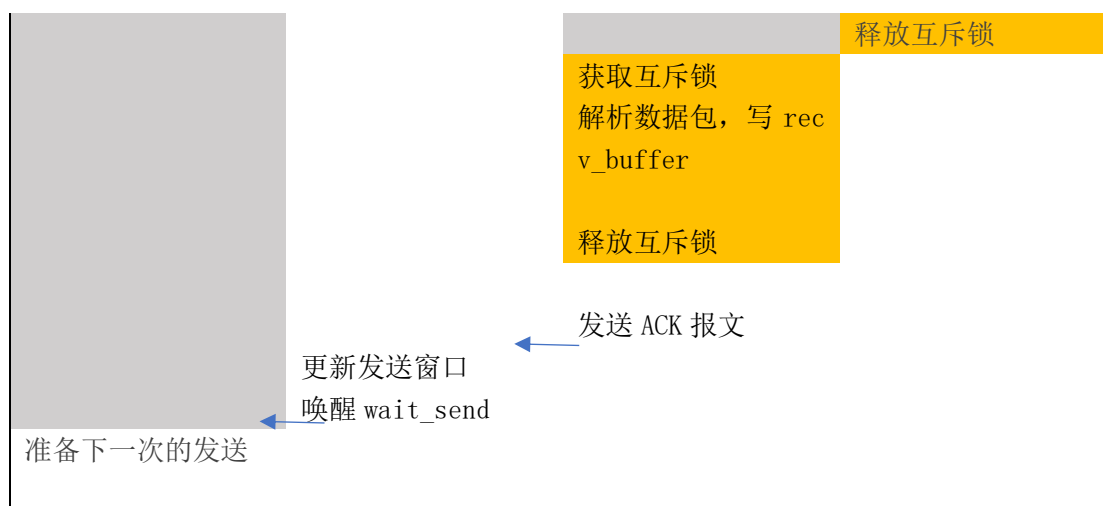 释放互斥锁
获取互斥锁
解析数据包，写 rec
v_buffer
释放互斥锁
发送 ACK 报文
更新发送窗口
唤醒 wait_send
准备下一次的发送